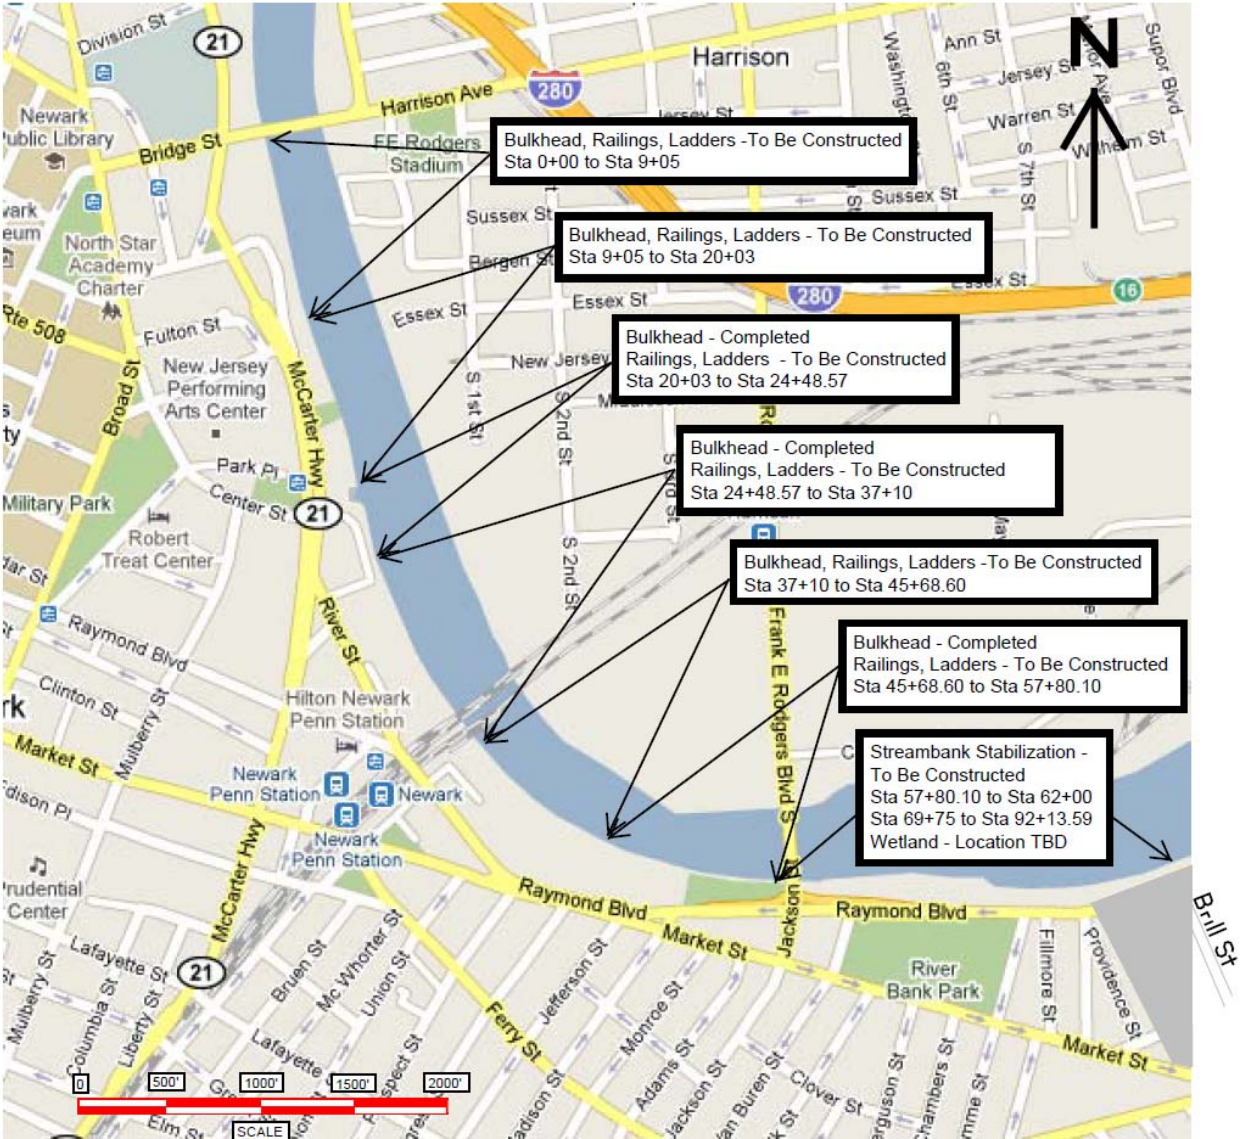 Division St
21
Harrison
Ann St
N
Supor Blvd
Jersey St
6th St
280
Harrison Ave
Newark
Public Library
Warren St
S 7th St
FE Rodgers
Stadium
Bridge St
Jersey St
Bulkhead, Railings, Ladders -To Be Constructed
Sta 0+00 to Sta 9+05
Sussex St
Sussex St
Bulkhead, Railings, Ladders - To Be Constructed
Sta 9+05 to Sta 20+03
North Star
Academy
Charter
Bergen St
Essex St
280
16
Essex St
Essex St
Rte 508
Fulton St
Bulkhead - Completed
Railings, Ladders - To Be Constructed
Sta 20+03 to Sta 24+48.57
New Jersey
New Jersey
Performing
Arts Center
McCarter Hwy
Broad St
S 1st St
S 2nd St
S 3rd St
Bulkhead - Completed
Railings, Ladders - To Be Constructed
Sta 24+48.57 to Sta 37+10
Park Pl
Center St
21
Military Park
Robert
Treat Center
S 2nd St
Bulkhead, Railings, Ladders -To Be Constructed
Sta 37+10 to Sta 45+68.60
River St
Raymond Blvd
Frank E Rodgers Blvd S
Bulkhead - Completed
Railings, Ladders - To Be Constructed
Sta 45+68.60 to Sta 57+80.10
Clinton St
Mulberry St
Hilton Newark
Penn Station
rk
Market St
Streambank Stabilization -
To Be Constructed
Sta 57+80.10 to Sta 62+00
Sta 69+75 to Sta 92+13.59
Wetland - Location TBD
Newark
Penn Station
Newark
Newark
Penn Station
Edison Pl
McCarter Hwy
Prudential
Center
Raymond Blvd
Raymond Blvd
Market St
Jackson
Brill St
Lafayette St
21
Bruen St
Mc Whorter St
Union St
Jefferson St
Monroe St
River
Bank Park
Fillmore St
Providence St
Mulberry St
Columbia St
Liberty St
Lafayette
Ferry St
Adams St
Jackson St
Van Buren St
Clover St
Ferguson St
Chambers St
Market St
0
500'
1000'
1500'
2000'
SCALE
Elm St
Madison St